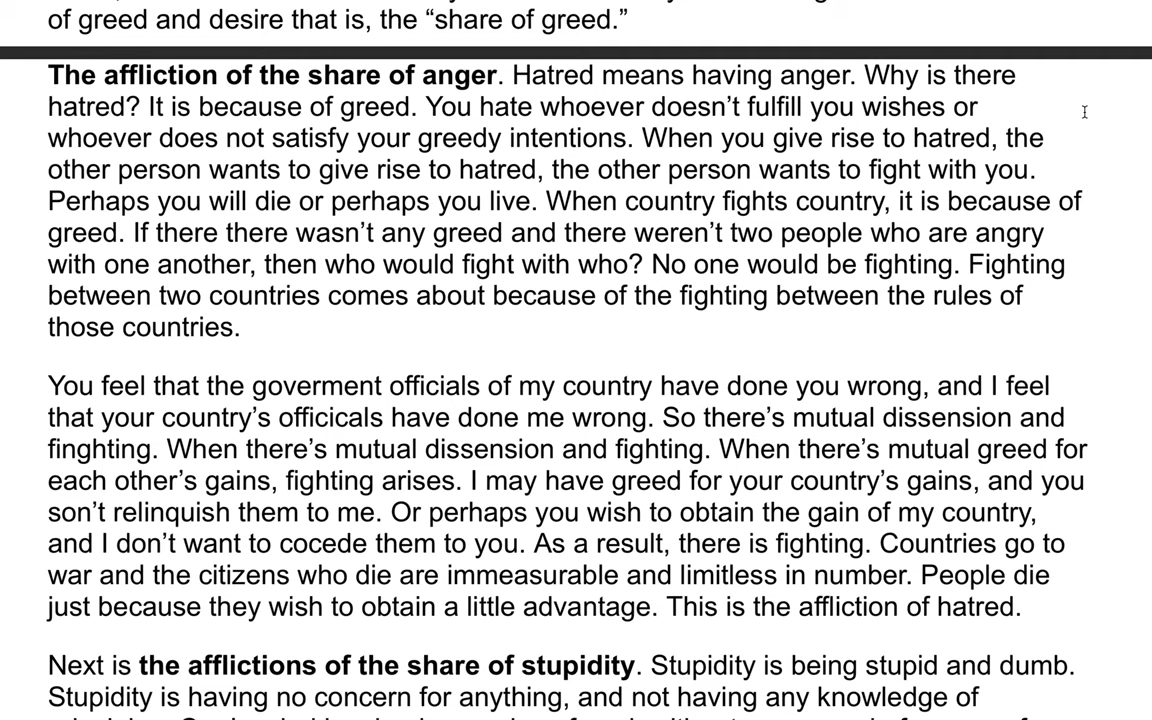 of greed and desire that is, the “share of greed.”
The affliction of the share of anger. Hatred means having anger. Why is there
hatred? It is because of greed. You hate whoever doesn’t fulfill you wishes or
whoever does not satisfy your greedy intentions. When you give rise to hatred, the
other person wants to give rise to hatred, the other person wants to fight with you.
Perhaps you will die or perhaps you live. When country fights country, it is because of
greed. If there there wasn’t any greed and there weren’t two people who are angry
with one another, then who would fight with who? No one would be fighting. Fighting
between two countries comes about because of the fighting between the rules of
those countries.
You feel that the goverment officials of my country have done you wrong, and I feel
that your country’s officicals have done me wrong. So there’s mutual dissension and
finghting. When there’s mutual dissension and fighting. When there’s mutual greed for
each other’s gains, fighting arises. I may have greed for your country’s gains, and you
son’t relinquish them to me. Or perhaps you wish to obtain the gain of my country,
and I don’t want to cocede them to you. As a result, there is fighting. Countries go to
war and the citizens who die are immeasurable and limitless in number. People die
just because they wish to obtain a little advantage. This is the affliction of hatred.
Next is the afflictions of the share of stupidity. Stupidity is being stupid and dumb.
Stupidity is having no concern for anything, and not having any knowledge of